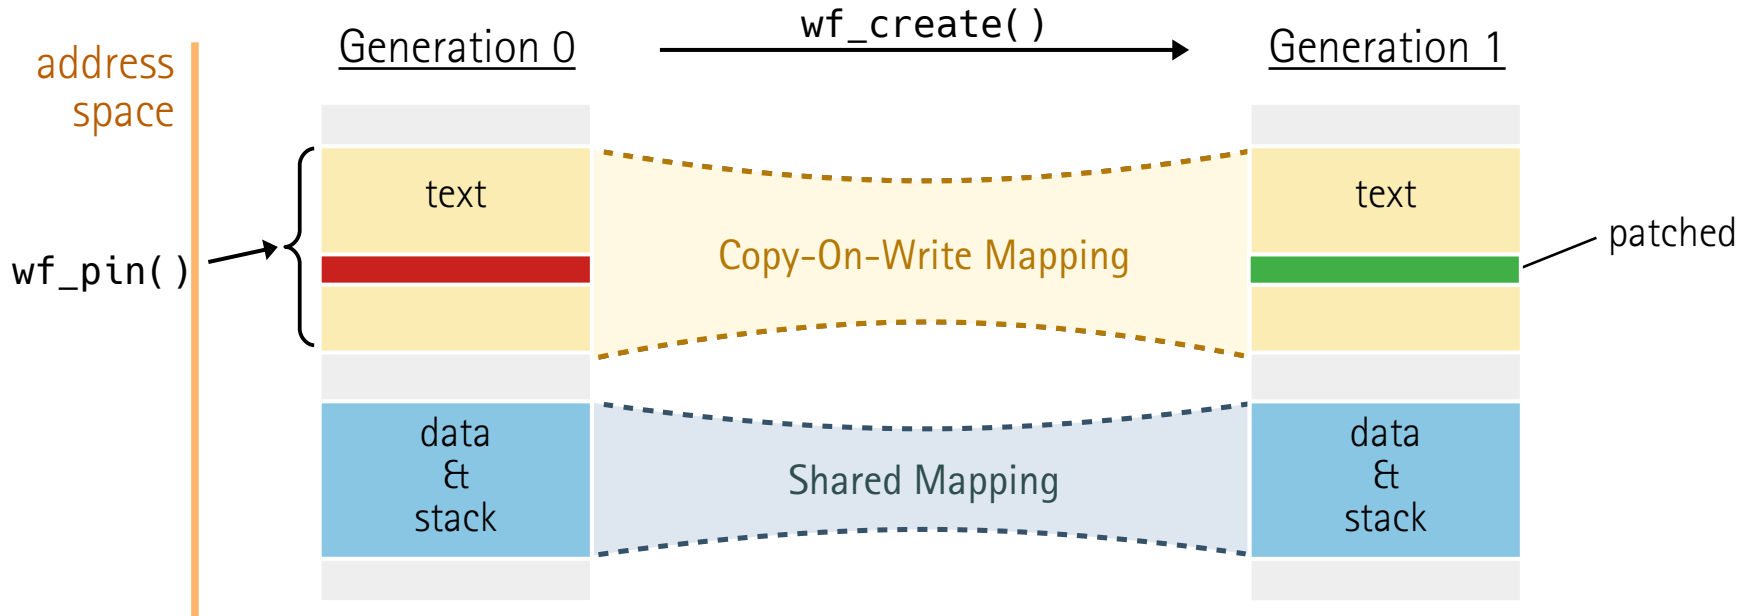 wf_create()
Generation 0
Generation 1
address
space
text
text
patched
Copy-On-Write Mapping
wf_pin()
data
&
stack
Shared Mapping
data
&
stack